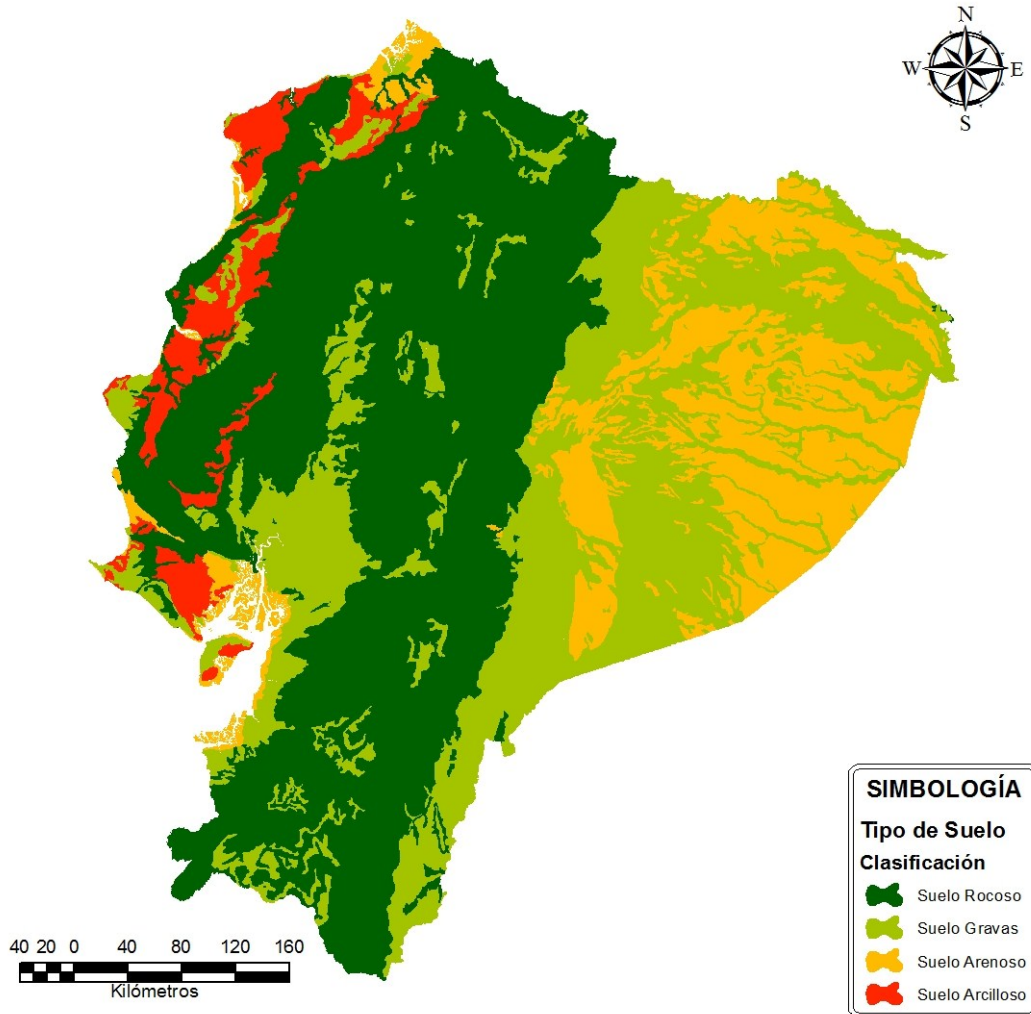 N
W E
S
SIMBOLOGÍA
Tipo de Suelo
Clasificación
Suelo Rocoso
Suelo Gravas
Suelo Arenoso
Suelo Arcilloso
40 20 0 40 80 120 160
Kilómetros